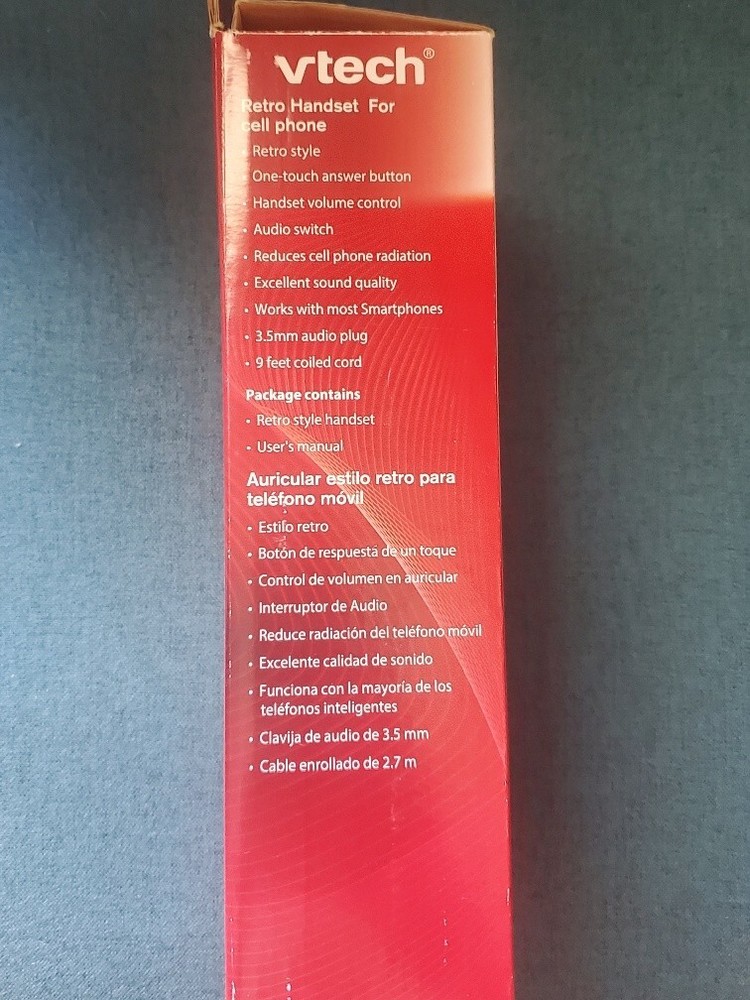 vtech®
Retro Handset For
cell phone
• Retro style
• One-touch answer button
• Handset volume control
• Audio switch
• Reduces cell phone radiation
• Excellent sound quality
• Works with most Smartphones
• 3.5mm audio plug
• 9 feet coiled cord
Package contains
• Retro style handset
• User's manual
Auricular estilo retro para
teléfono móvil
• Estilo retro
• Botón de respuesta de un toque
• Control de volumen en auricular
• Interruptor de Audio
• Reduce radiación del teléfono móvil
• Excelente calidad de sonido
• Funciona con la mayoría de los
teléfonos inteligentes
• Clavija de audio de 3.5 mm
• Cable enrollado de 2.7 m